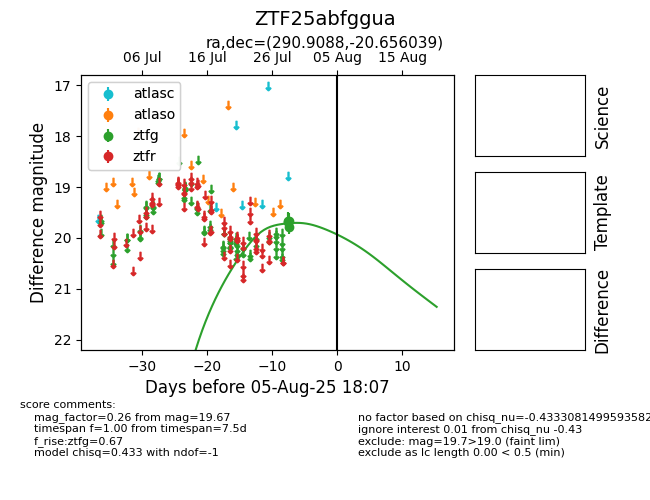 ZTF25abfggua
ra,dec=(290.9088,-20.656039)
06 Jul 16 Jul 26 Jul 05 Aug 15 Aug
17
18
19
20
21
22
Difference magnitude
atlasc
atlaso
ztfg
ztfr
−30 −20 −10 0 10
Days before 05-Aug-25 18:07
Science
Template
Difference
score comments:
mag_factor=0.26 from mag=19.67
timespan f=1.00 from timespan=7.5d
f_rise:ztfg=0.67
model chisq=0.433 with ndof=-1
no factor based on chisq_nu=-0.4333081499593582
ignore interest 0.01 from chisq_nu -0.43
exclude: mag=19.7>19.0 (faint lim)
exclude as lc length 0.00 < 0.5 (min)